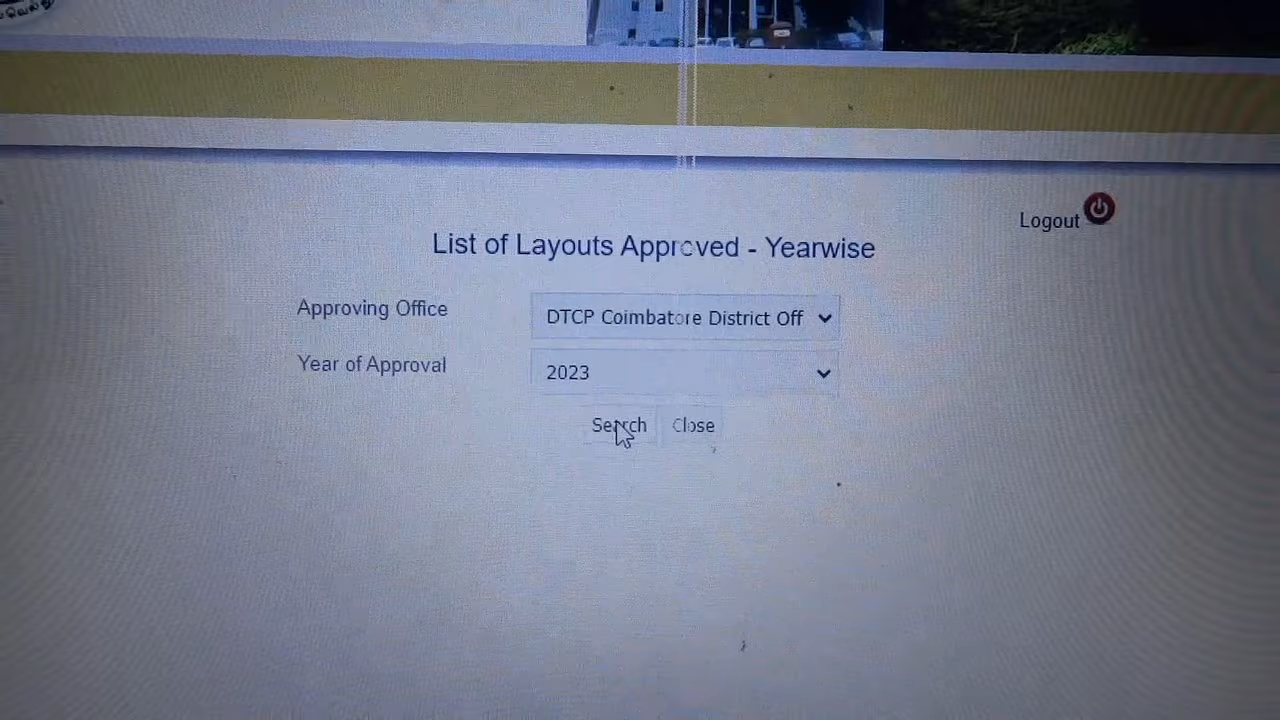 Logout
List of Layouts Approved - Yearwise
Approving Office
DTCP Coimbatore District Off
Year of Approval
2023
Search Close